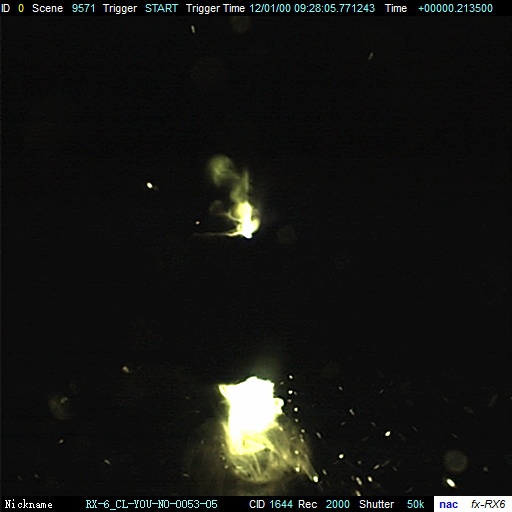 ID 0 Scene 9571 Trigger START Trigger Time 12/01/00 09:28:05.771243 Time +00000.213500
Nickname RX-6_CL-YOU-NO-0053-05 CID 1644 Rec 2000 Shutter 50k nac fx-RX6